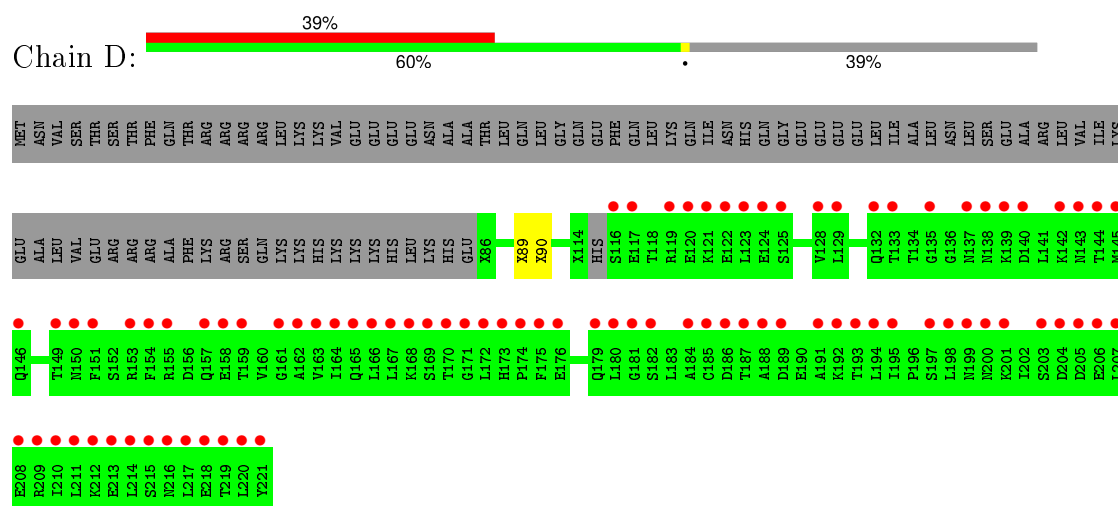 39%
Chain D:
60% • 39%
MET ASN VAL SER THR SER THR PHE GLN THR ARG ARG ARG ARG LEU LYS LYS VAL GLU GLU GLU GLU ASN ALA ALA THR LEU GLN LEU GLY GLN GLU PHE GLN LEU LYS GLN ILE ASN HIS GLN GLY GLU GLU GLU GLU LEU ILE ALA LEU ASN LEU SER GLU ALA ARG LEU VAL ILE
GLU ALA LEU VAL GLU ARG ARG ARG ALA PHE LYS ARG SER GLN LYS LYS HIS LYS LYS LYS HIS LEU LYS HIS GLU X86 X89 X90 X114 HIS S116 E117 T118 R119 E120 K121 E122 L123 E124 S125 V128 L129 Q132 T133 T134 G135 G136 N137 N138 K139 D140 L141 K142 N143 T144 M145
Q146 T149 N150 F151 S152 R153 F154 R155 D156 Q157 E158 T159 V160 G161 A162 V163 I164 Q165 L166 L167 K168 S169 T170 G171 L172 H173 P174 F175 E176 Q179 L180 G181 S182 L183 A184 C185 D186 T187 A188 D189 E190 A191 K192 T193 L194 I195 P196 S197 L198 N199 N200 K201 I202 S203 D204 D205 E206 L207
E208 R209 I210 L211 K212 E213 L214 S215 N216 L217 E218 T219 L220 Y221